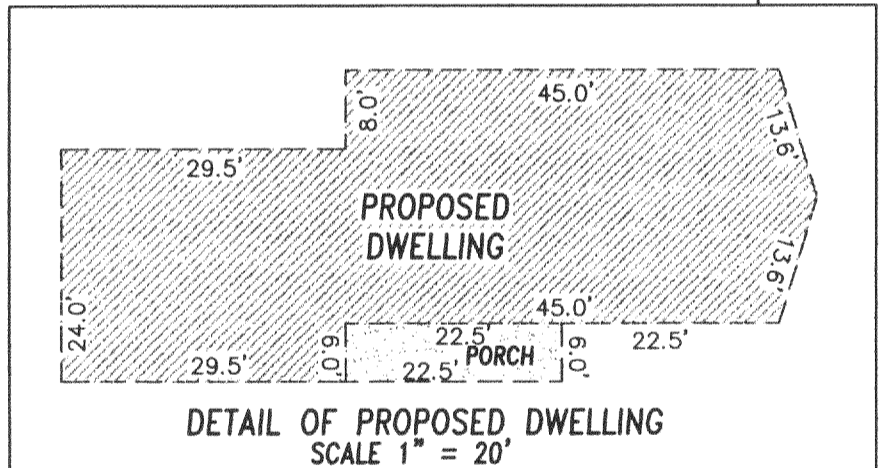 45.0'
8.0'
13.6'
29.5'
PROPOSED
DWELLING
13.6'
24.0'
45.0'
22.5'
22.5'
6.0'
PORCH
6.0'
29.5'
22.5'
DETAIL OF PROPOSED DWELLING
SCALE 1" = 20'